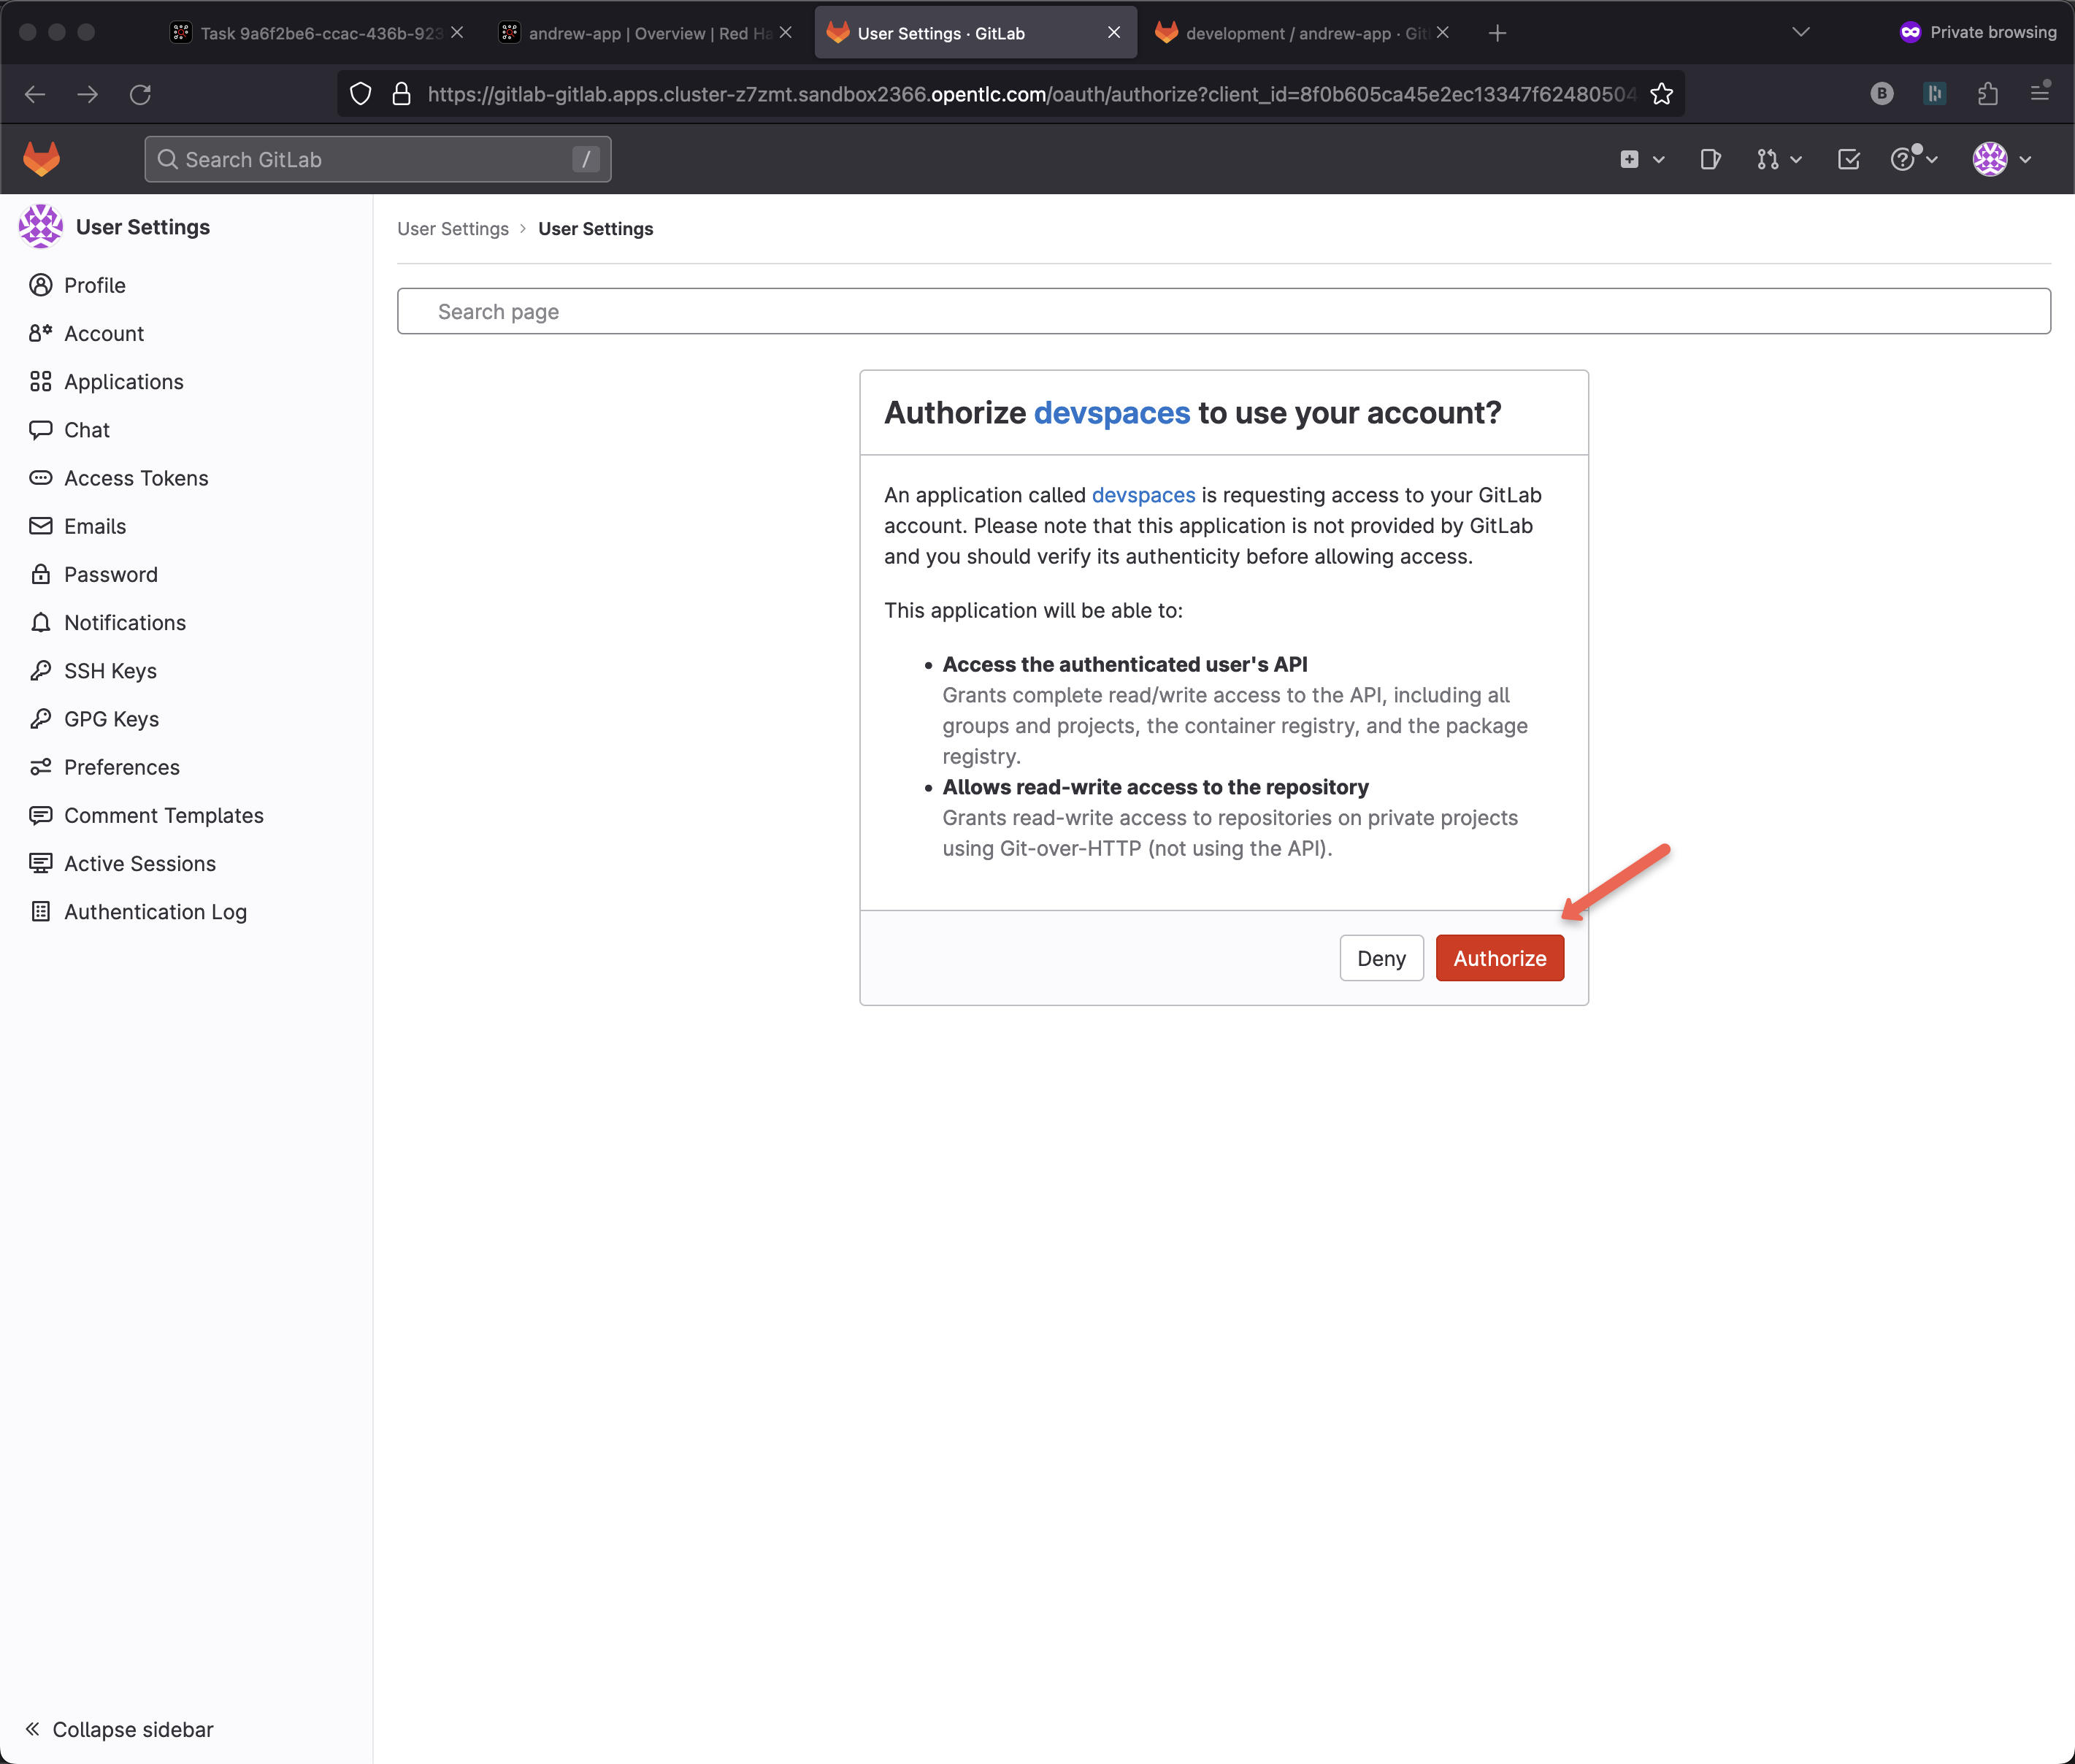 Task 9a6f2be6-ccac-436b-923
andrew-app | Overview | Red Ha
User Settings · GitLab
development / andrew-app · Git
Private browsing
https://gitlab-gitlab.apps.cluster-z7zmt.sandbox2366.opentlc.com/oauth/authorize?client_id=8f0b605ca45e2ec13347f62480504
B
Search GitLab
/
User Settings
Profile
Account
Applications
Chat
Access Tokens
Emails
Password
Notifications
SSH Keys
GPG Keys
Preferences
Comment Templates
Active Sessions
Authentication Log
Collapse sidebar
User Settings › User Settings
Search page
Authorize devspaces to use your account?
An application called devspaces is requesting access to your GitLab
account. Please note that this application is not provided by GitLab
and you should verify its authenticity before allowing access.
This application will be able to:
• Access the authenticated user's API
Grants complete read/write access to the API, including all
groups and projects, the container registry, and the package
registry.
• Allows read-write access to the repository
Grants read-write access to repositories on private projects
using Git-over-HTTP (not using the API).
Deny
Authorize